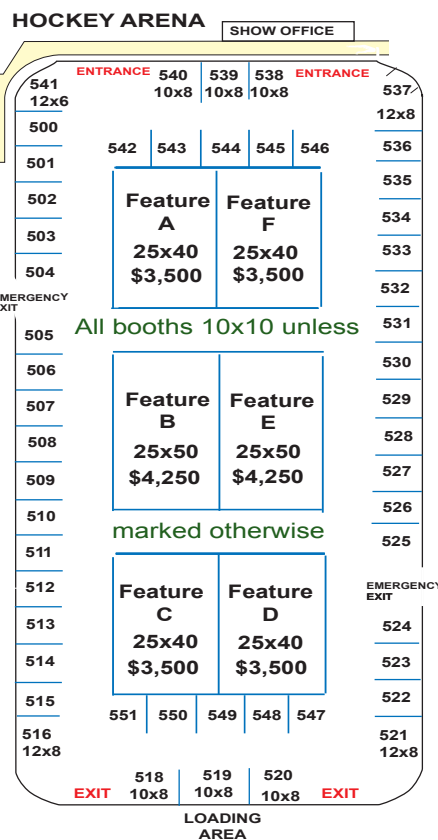 HOCKEY ARENA
SHOW OFFICE
ENTRANCE 540 539 538 ENTRANCE
10x8 10x8 10x8
541
12x6
500
501
502
503
504
MERGENCY
XIT
505
506
507
508
509
510
511
512
513
514
515
516
12x8
542 543 544 545 546
Feature
A
25x40
$3,500
Feature
F
25x40
$3,500
All booths 10x10 unless
Feature
B
25x50
$4,250
Feature
E
25x50
$4,250
marked otherwise
Feature
C
25x40
$3,500
Feature
D
25x40
$3,500
551 550 549 548 547
537
12x8
536
535
534
533
532
531
530
529
528
527
526
525
EMERGENCY
EXIT
524
523
522
521
12x8
518 519 520
EXIT 10x8 10x8 10x8 EXIT
LOADING
AREA